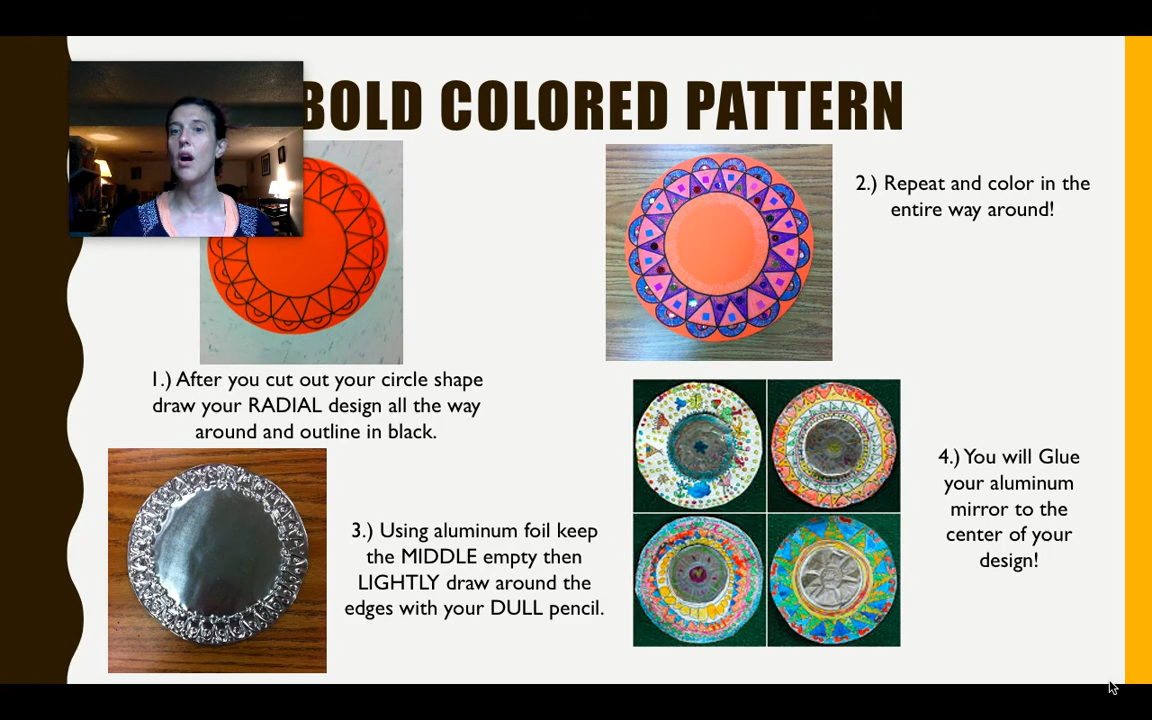 BOLD COLORED PATTERN
2.) Repeat and color in the
entire way around!
1.) After you cut out your circle shape
draw your RADIAL design all the way
around and outline in black.
3.) Using aluminum foil keep
the MIDDLE empty then
LIGHTLY draw around the
edges with your DULL pencil.
4.) You will Glue
your aluminum
mirror to the
center of your
design!